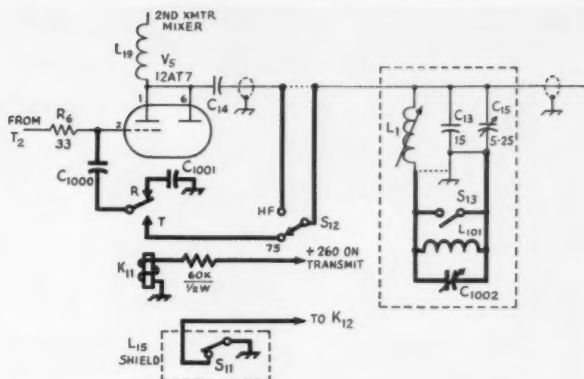 2ND XMTR
MIXER
L19
V5
12AT7
1
6
C14
FROM
T2
R6
33
2
C1000
R
C1001
T
HF
S12
75
K11
60K
1/2W
+260 ON
TRANSMIT
L15
SHIELD
S11
TO K12
L1
C13
15
C15
5-25
S13
L101
C1002